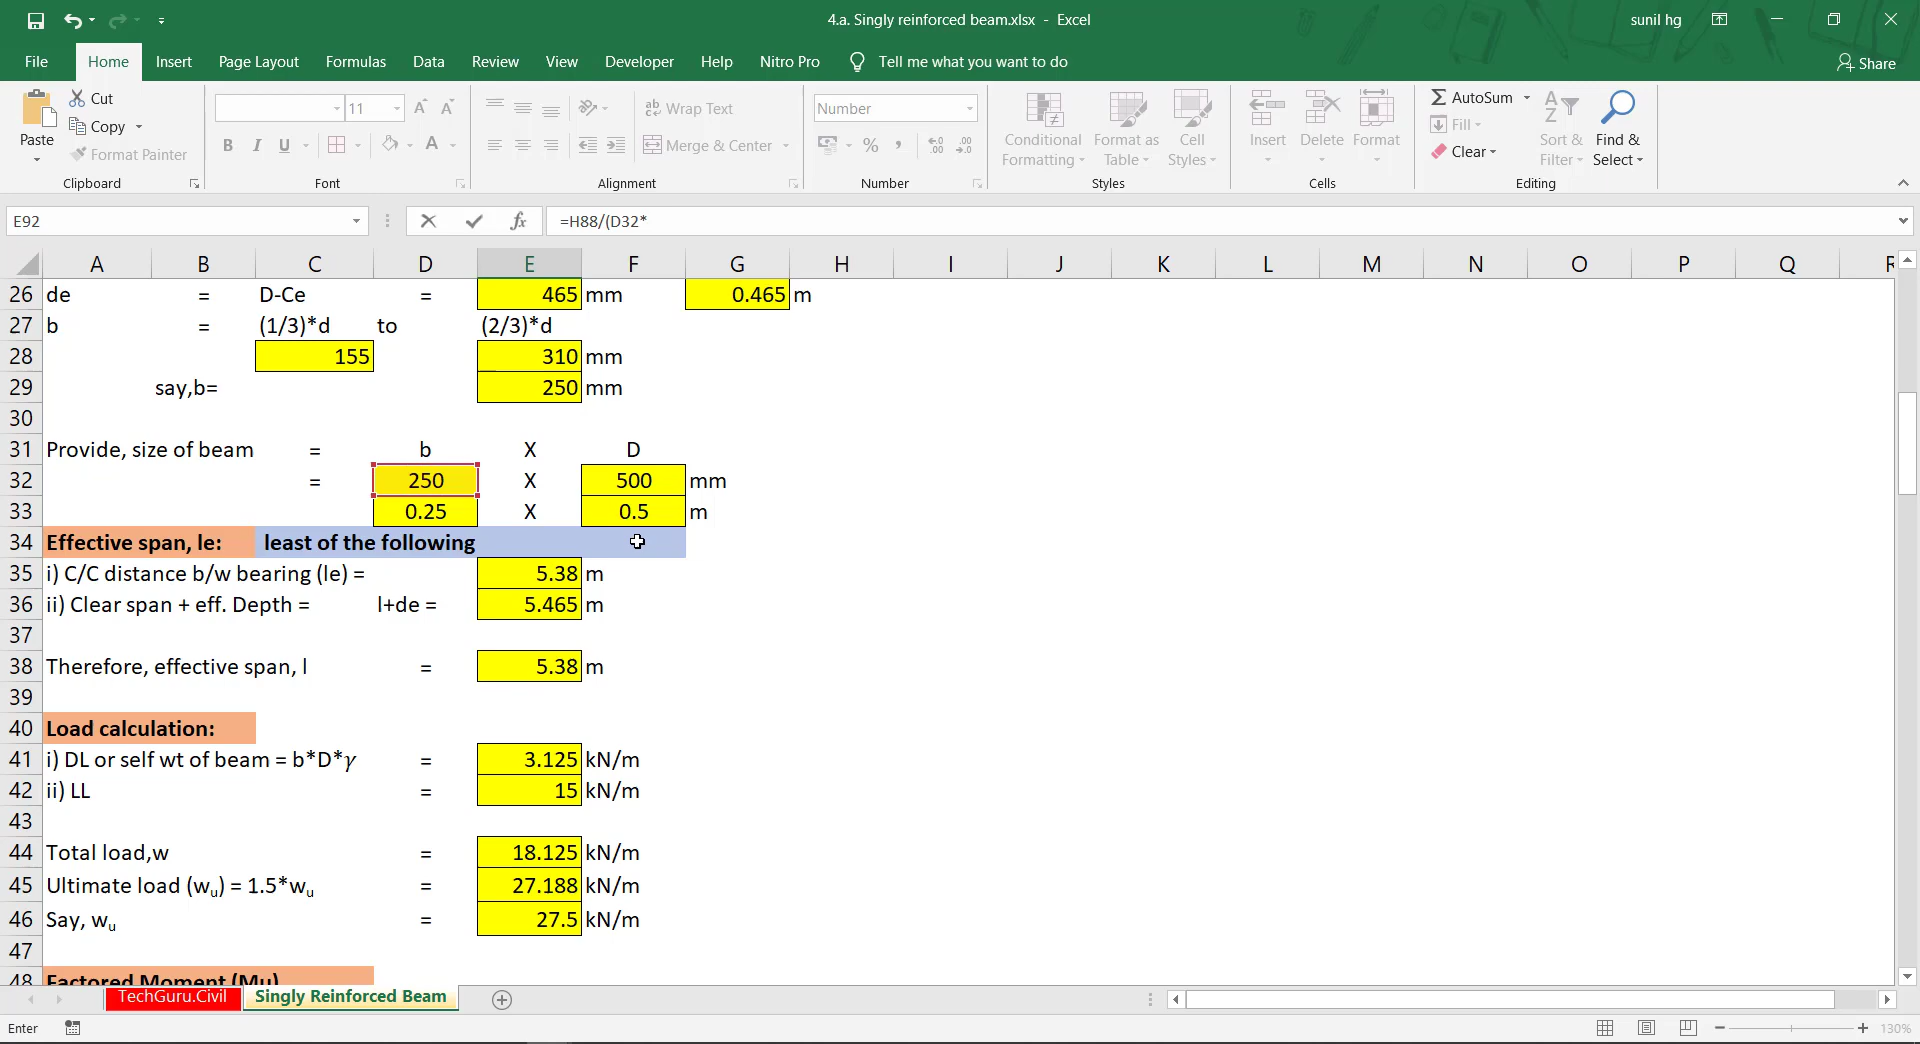 4.a. Singly reinforced beam.xlsx - Excel
sunil hg
File Home Insert Page Layout Formulas Data Review View Developer Help Nitro Pro Tell me what you want to do Share
Paste Cut Copy Format Painter Clipboard
11 B I U A Font
ab Wrap Text Merge & Center Alignment
Number % , Number
Conditional Formatting Format as Table Cell Styles Styles
Insert Delete Format Cells
AutoSum Fill Clear Sort & Filter Find & Select Editing
E92 fx =H88/(D32*
A B C D E F G H I J K L M N O P Q R
26 de = D-Ce = 465 mm 0.465 m
27 b = (1/3)*d to (2/3)*d
28 155 310 mm
29 say,b= 250 mm
30
31 Provide, size of beam = b X D
32 = 250 X 500 mm
33 0.25 X 0.5 m
34 Effective span, le: least of the following
35 i) C/C distance b/w bearing (le) = 5.38 m
36 ii) Clear span + eff. Depth = l+de = 5.465 m
37
38 Therefore, effective span, l = 5.38 m
39
40 Load calculation:
41 i) DL or self wt of beam = b*D*γ = 3.125 kN/m
42 ii) LL = 15 kN/m
43
44 Total load,w = 18.125 kN/m
45 Ultimate load (wu) = 1.5*wu = 27.188 kN/m
46 Say, wu = 27.5 kN/m
47
48 Factored Moment (Mu)
TechGuru.Civil Singly Reinforced Beam
Enter 130%